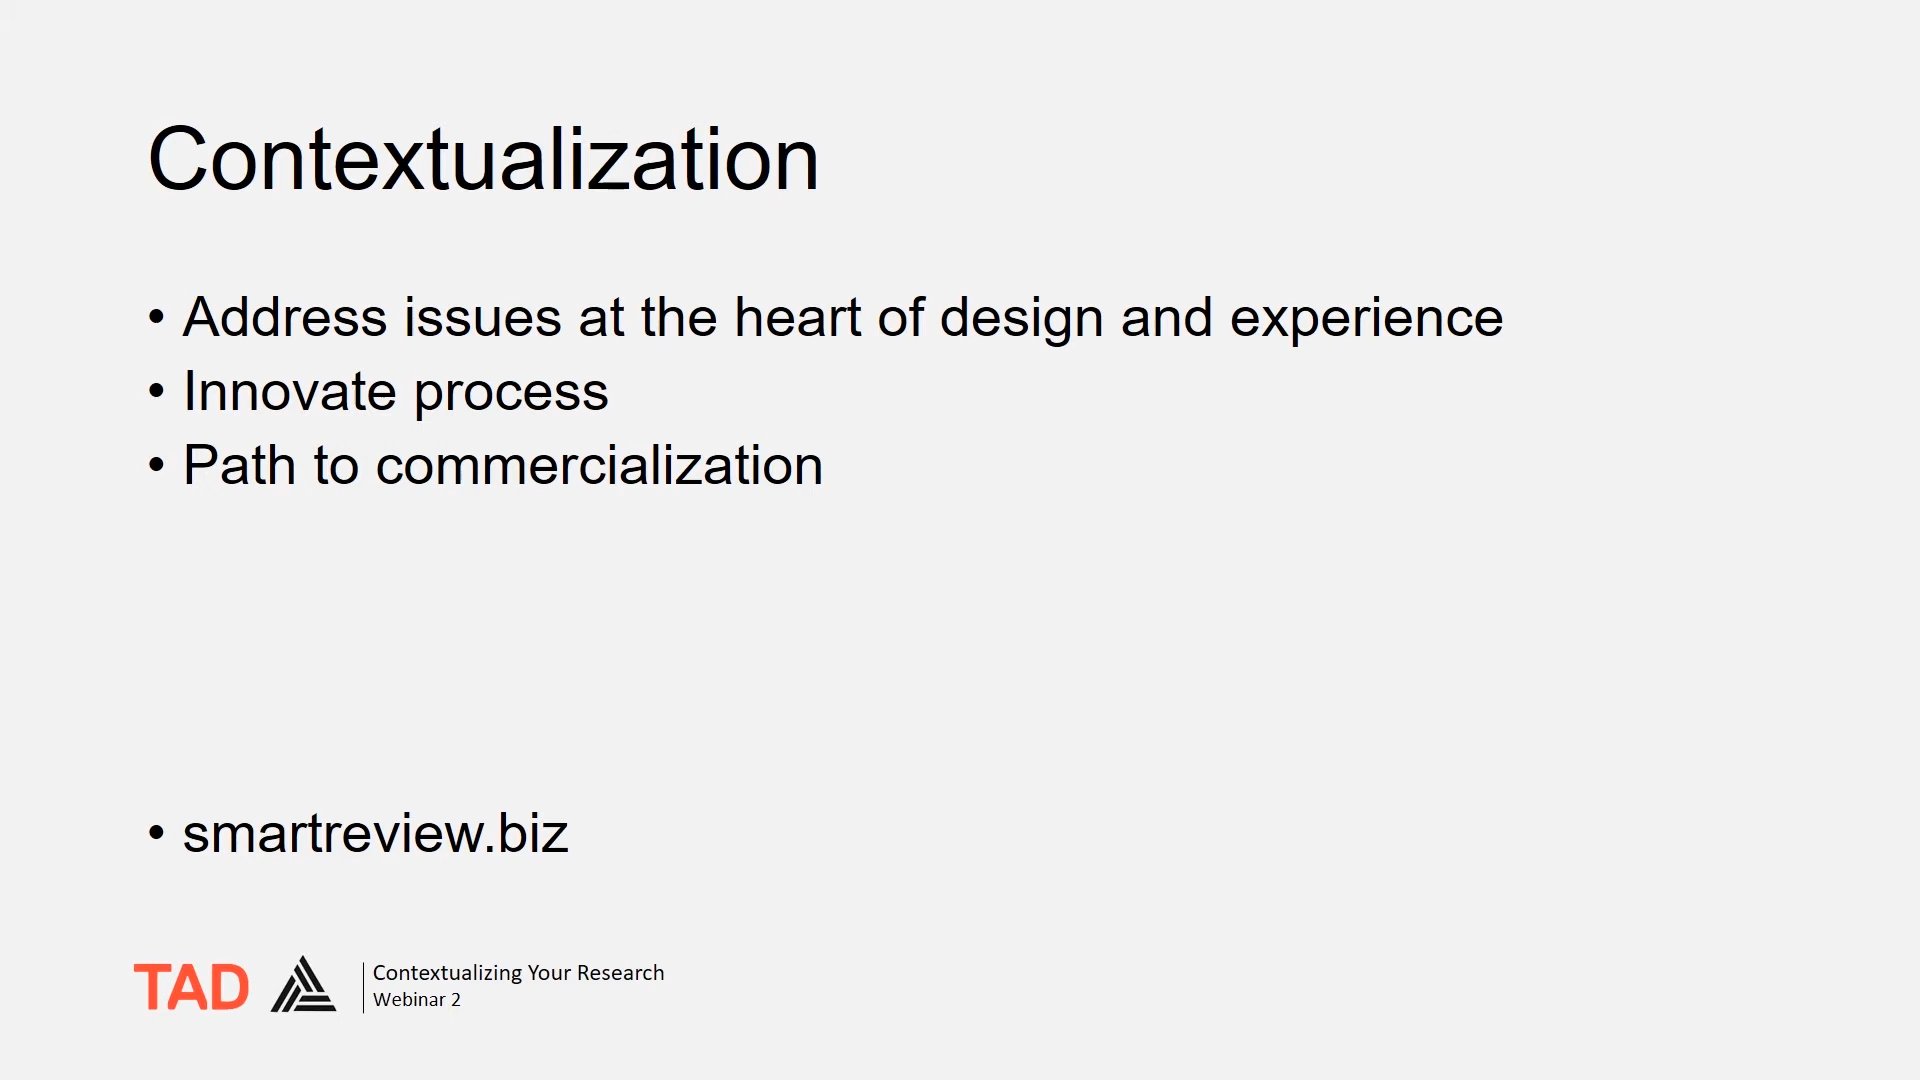 Contextualization
• Address issues at the heart of design and experience
• Innovate process
• Path to commercialization
• smartreview.biz
TAD
Contextualizing Your Research
Webinar 2